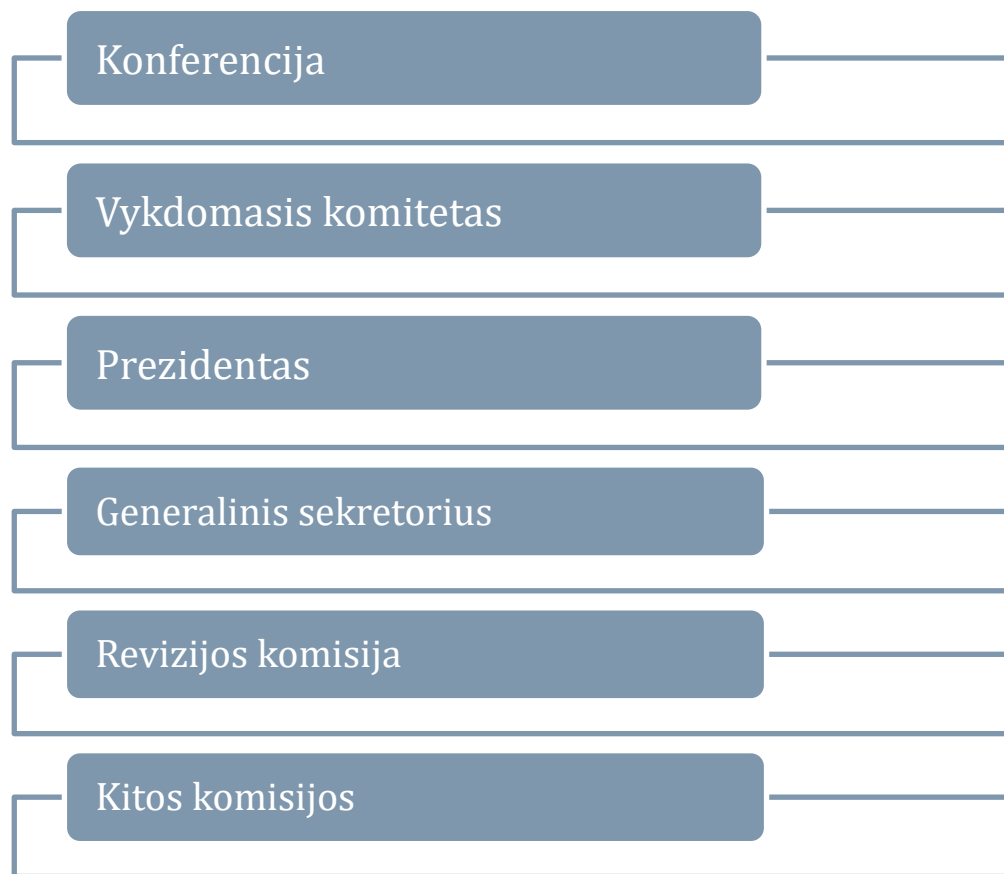 Konferencija
Vykdomasis komitetas
Prezidentas
Generalinis sekretorius
Revizijos komisija
Kitos komisijos